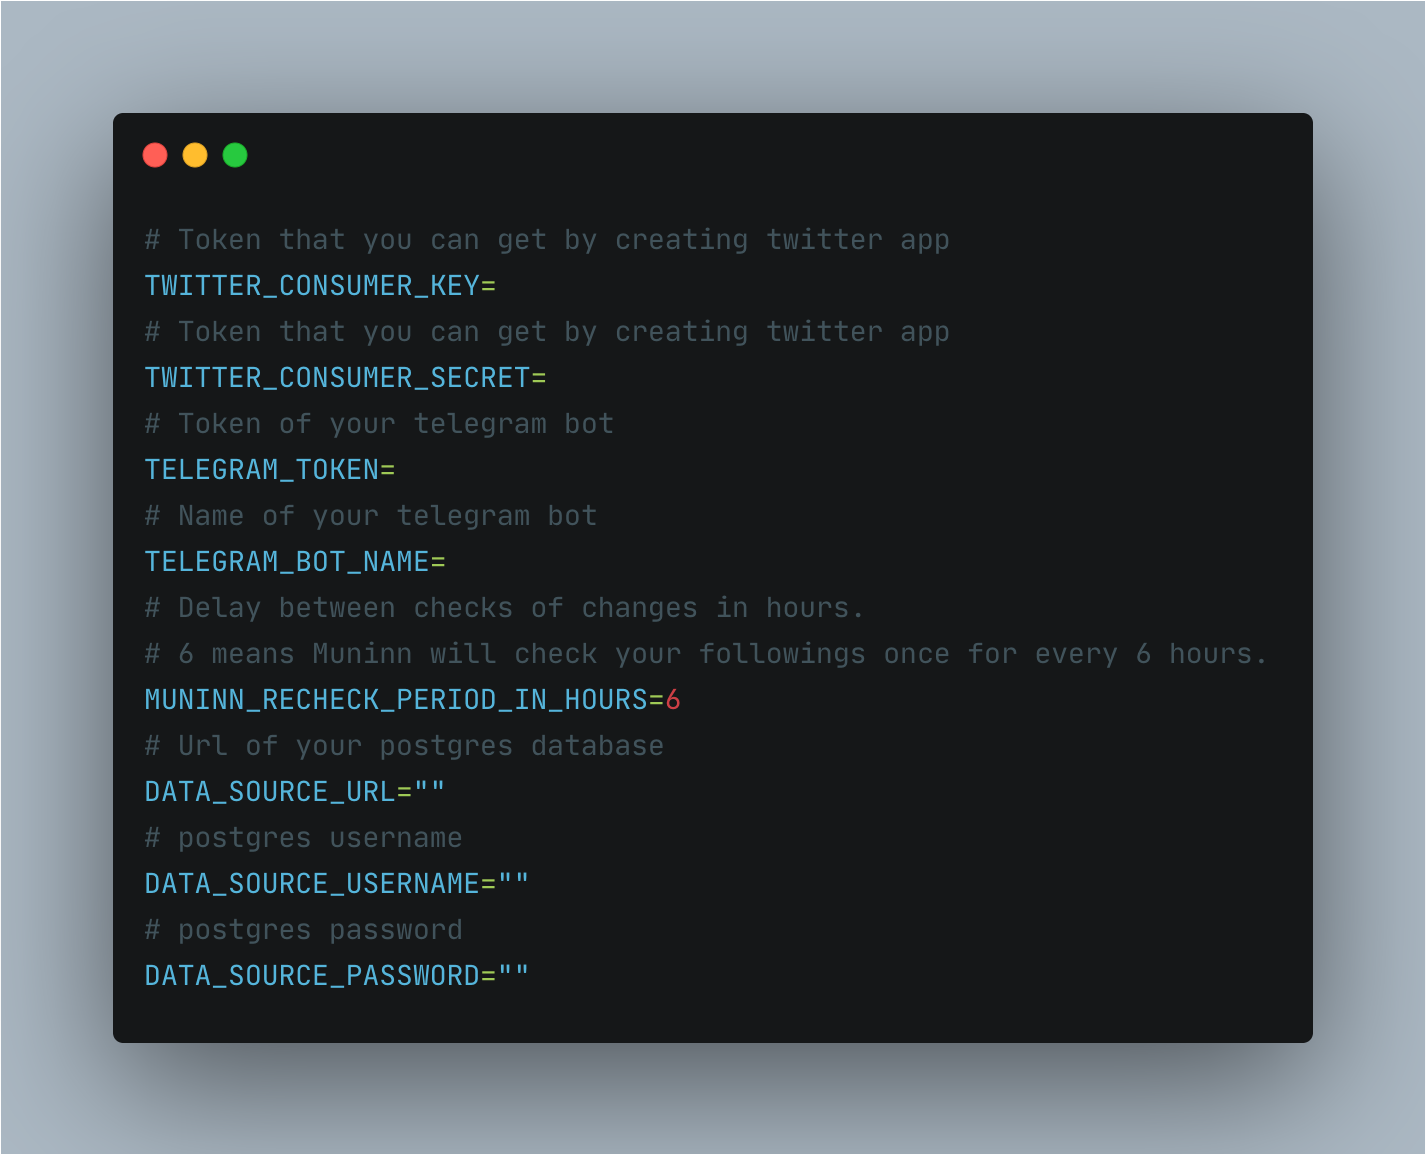 # Token that you can get by creating twitter app
TWITTER_CONSUMER_KEY=
# Token that you can get by creating twitter app
TWITTER_CONSUMER_SECRET=
# Token of your telegram bot
TELEGRAM_TOKEN=
# Name of your telegram bot
TELEGRAM_BOT_NAME=
# Delay between checks of changes in hours.
# 6 means Muninn will check your followings once for every 6 hours.
MUNINN_RECHECK_PERIOD_IN_HOURS=6
# Url of your postgres database
DATA_SOURCE_URL=""
# postgres username
DATA_SOURCE_USERNAME=""
# postgres password
DATA_SOURCE_PASSWORD=""